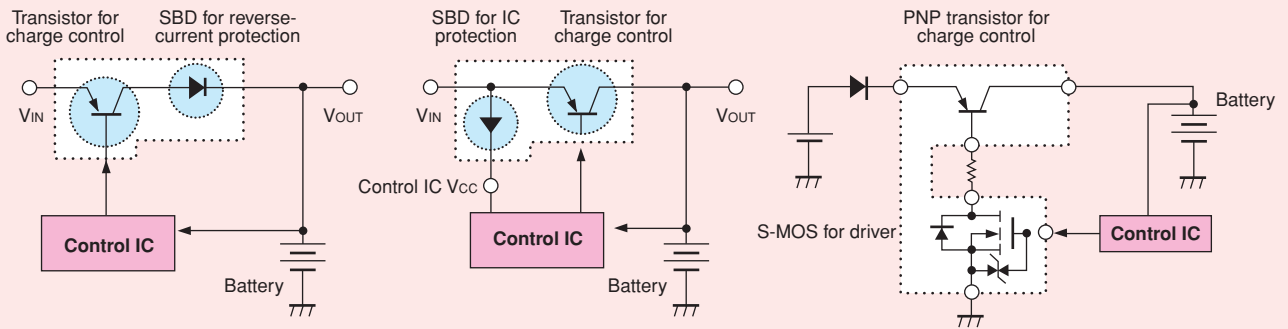 Transistor for
charge control
SBD for reverse-
current protection
VIN
VOUT
Control IC
Battery
SBD for IC
protection
Transistor for
charge control
VIN
VOUT
Control IC VCC
Control IC
Battery
PNP transistor for
charge control
Battery
S-MOS for driver
Control IC